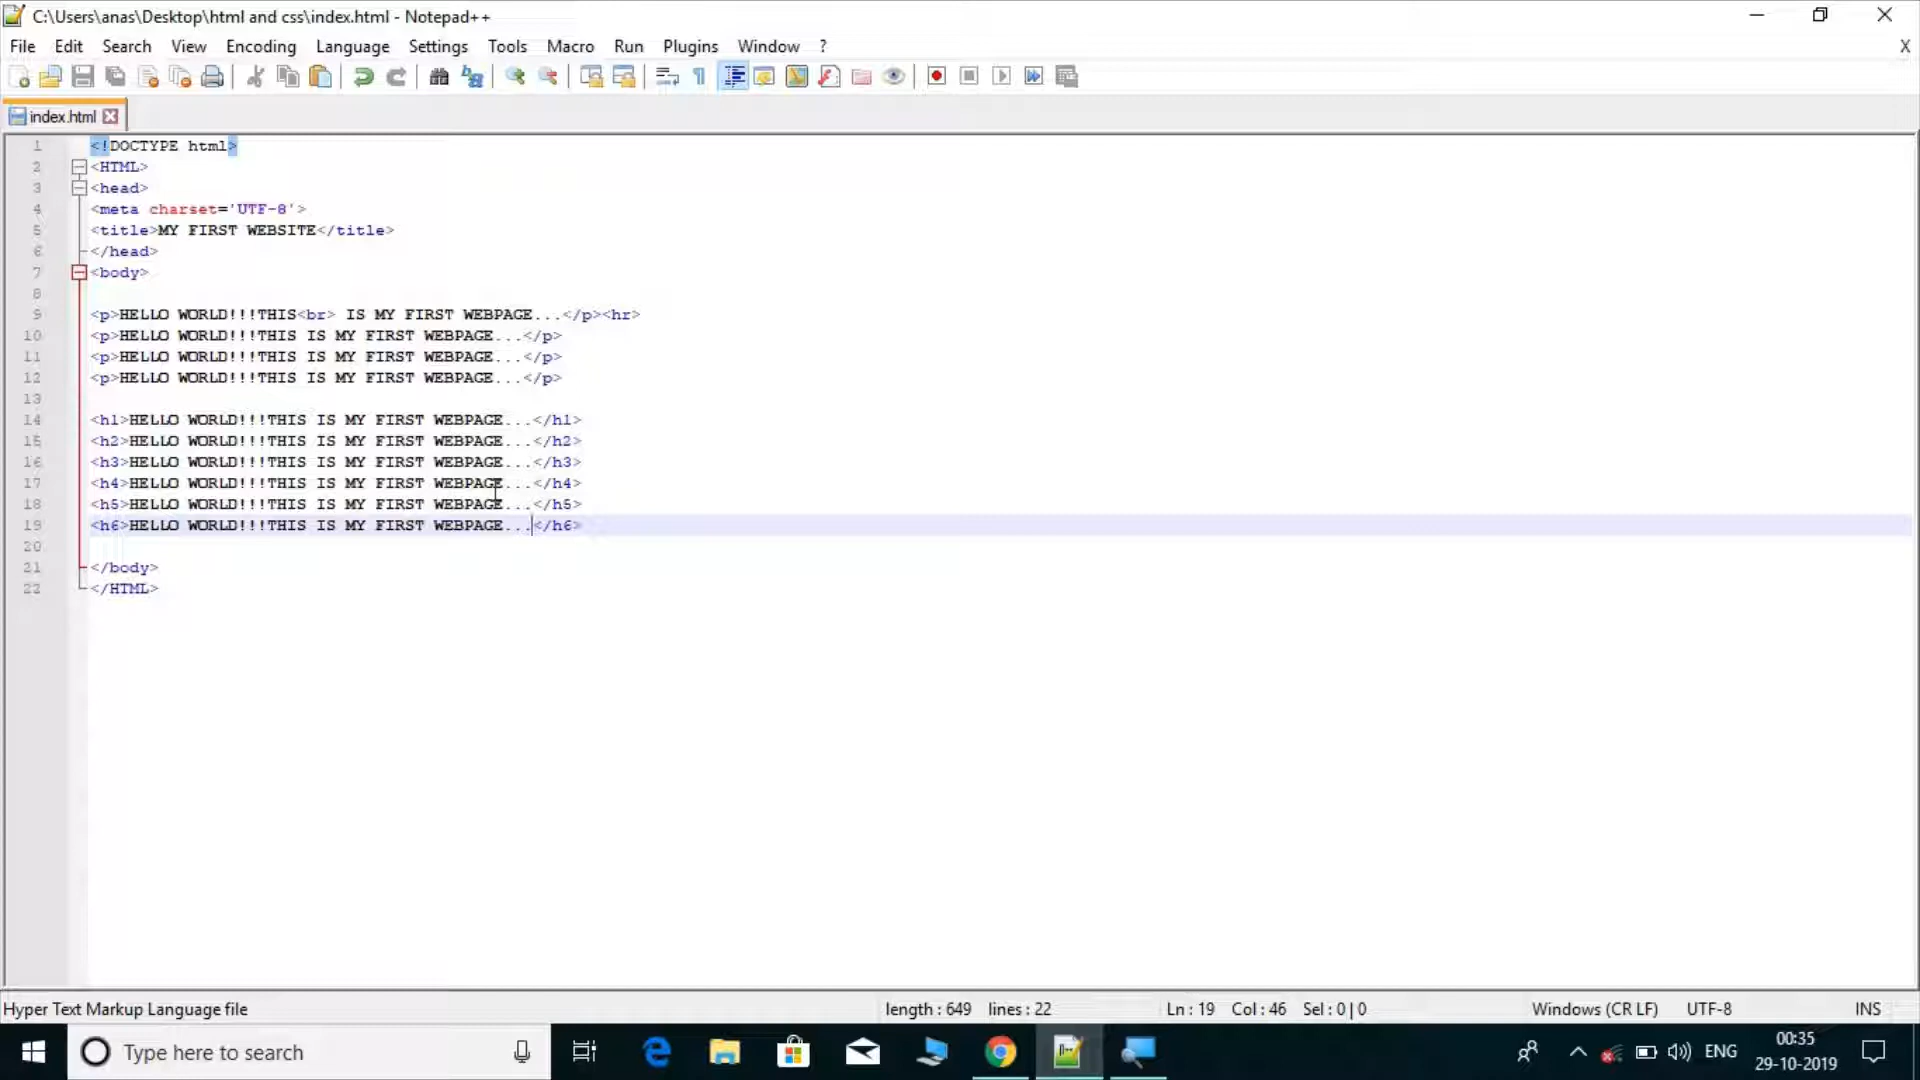 C:\Users\anas\Desktop\html and css\index.html - Notepad++
File Edit Search View Encoding Language Settings Tools Macro Run Plugins Window ? X
index.html
1 <!DOCTYPE html>
2 <HTML>
3 <head>
4 <meta charset='UTF-8'>
5 <title>MY FIRST WEBSITE</title>
6 </head>
7 <body>
8
9 <p>HELLO WORLD!!!THIS<br> IS MY FIRST WEBPAGE...</p><hr>
10 <p>HELLO WORLD!!!THIS IS MY FIRST WEBPAGE...</p>
11 <p>HELLO WORLD!!!THIS IS MY FIRST WEBPAGE...</p>
12 <p>HELLO WORLD!!!THIS IS MY FIRST WEBPAGE...</p>
13
14 <h1>HELLO WORLD!!!THIS IS MY FIRST WEBPAGE...</h1>
15 <h2>HELLO WORLD!!!THIS IS MY FIRST WEBPAGE...</h2>
16 <h3>HELLO WORLD!!!THIS IS MY FIRST WEBPAGE...</h3>
17 <h4>HELLO WORLD!!!THIS IS MY FIRST WEBPAGE...</h4>
18 <h5>HELLO WORLD!!!THIS IS MY FIRST WEBPAGE...</h5>
19 <h6>HELLO WORLD!!!THIS IS MY FIRST WEBPAGE...</h6>
20
21 </body>
22 </HTML>
Hyper Text Markup Language file length : 649 lines : 22 Ln : 19 Col : 46 Sel : 0 | 0 Windows (CR LF) UTF-8 INS
Type here to search ENG 00:35
29-10-2019